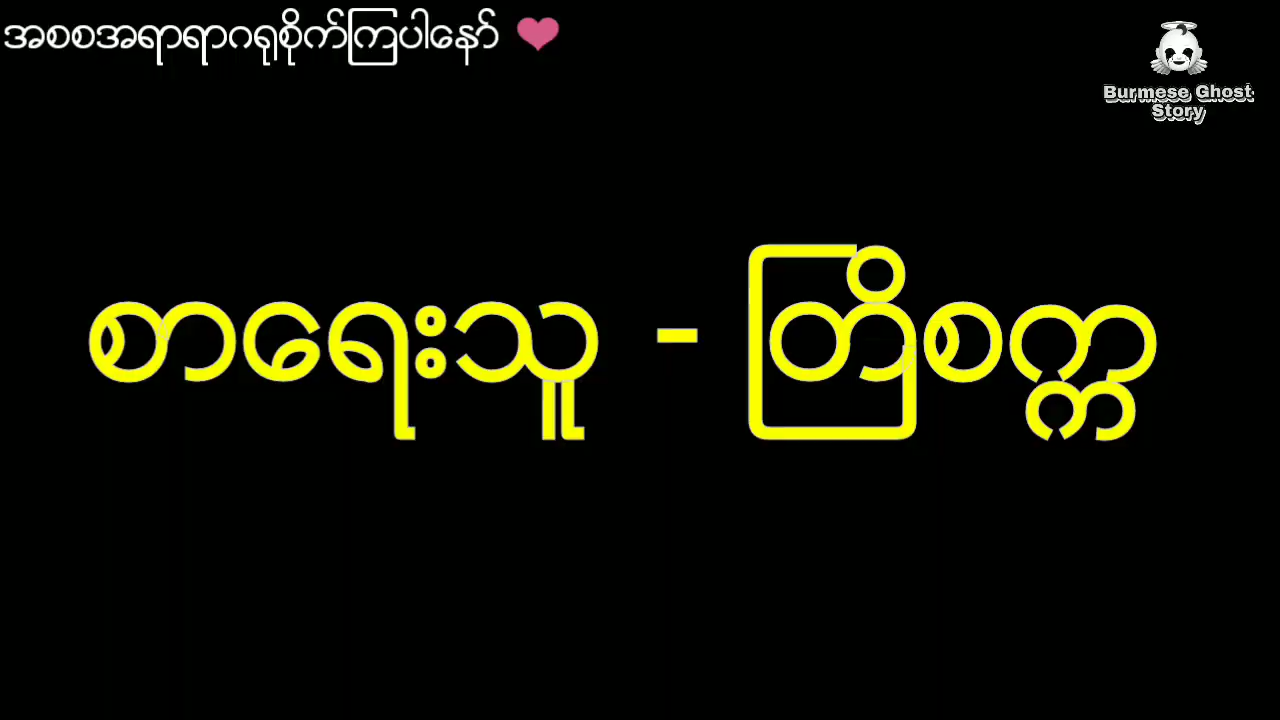 အစစအရာရာဂရုစိုက်ကြပါနော် ❤
Burmese Ghost
Story
စာရေးသူ - တြိစက္က